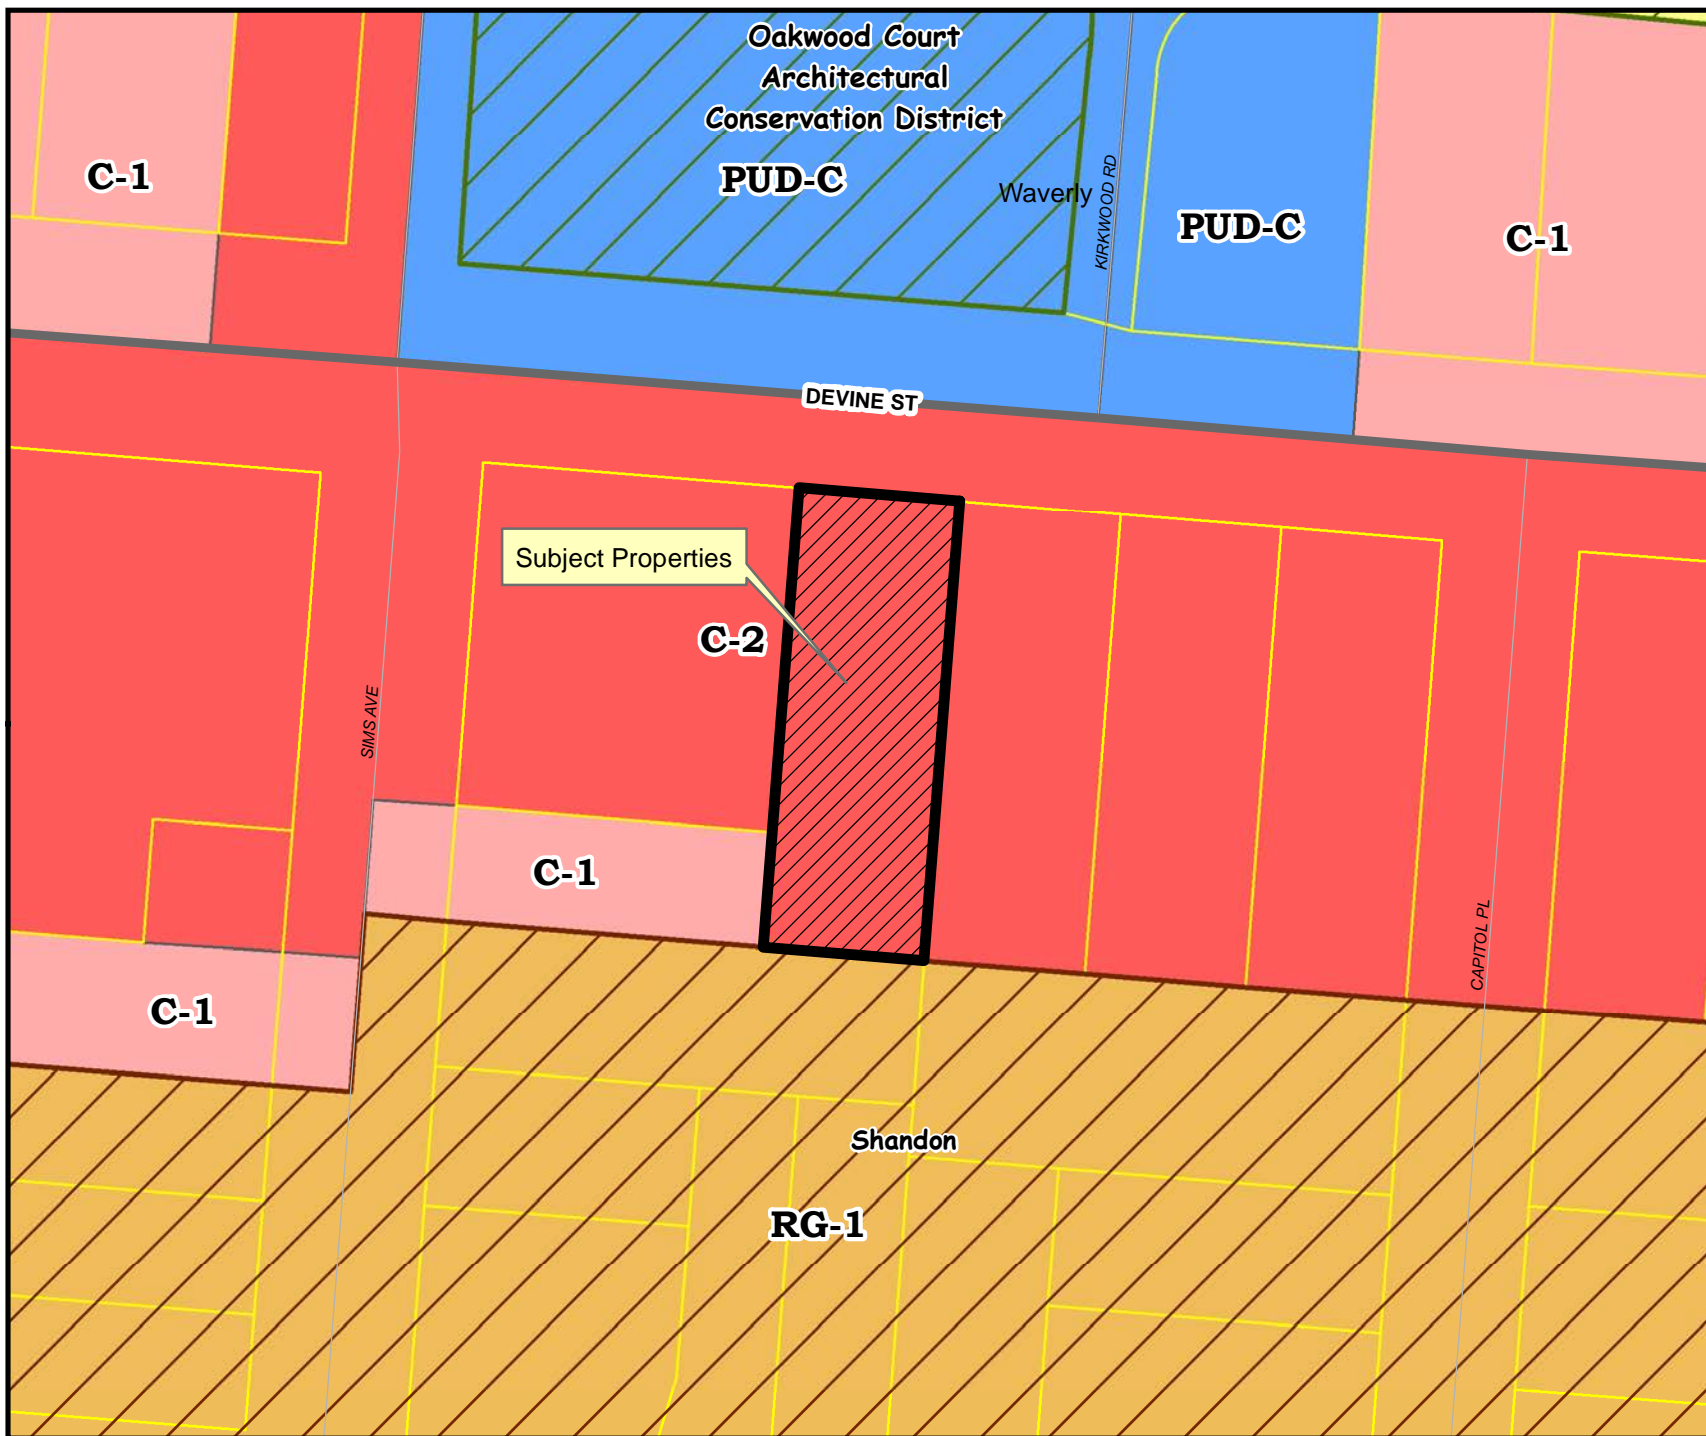 Oakwood Court
Architectural
Conservation District
C-1
PUD-C
Waverly
KIRKWOOD RD
PUD-C
C-1
DEVINE ST
Subject Properties
C-2
SIMS AVE
C-1
CAPITOL PL
C-1
Shandon
RG-1